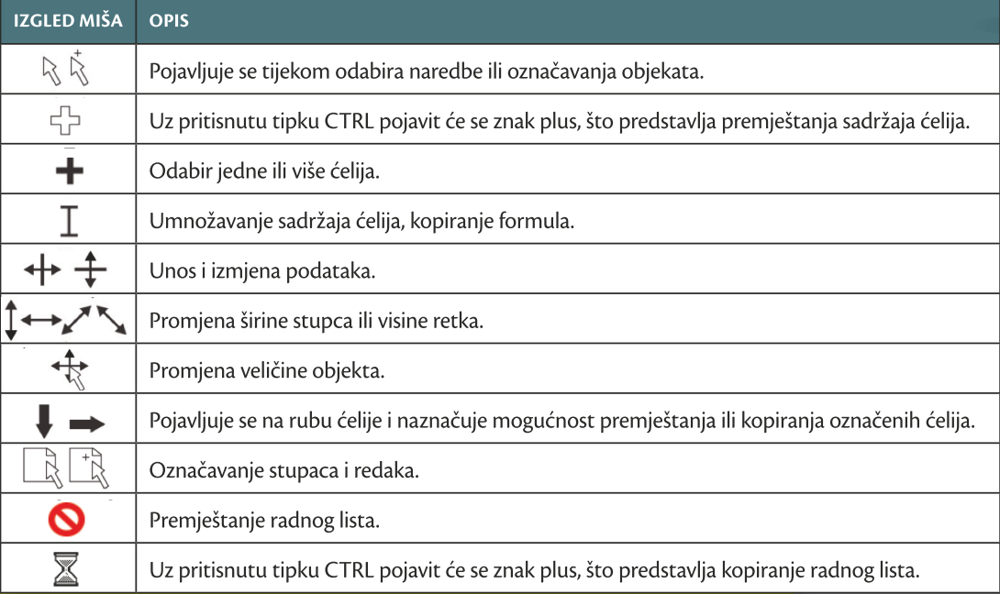 IZGLED MIŠA OPIS
Pojavljuje se tijekom odabira naredbe ili označavanja objekata.
Uz pritisnutu tipku CTRL pojavit će se znak plus, što predstavlja premještanja sadržaja ćelija.
Odabir jedne ili više ćelija.
Umnožavanje sadržaja ćelija, kopiranje formula.
Unos i izmjena podataka.
Promjena širine stupca ili visine retka.
Promjena veličine objekta.
Pojavljuje se na rubu ćelije i naznačuje mogućnost premještanja ili kopiranja označenih ćelija.
Označavanje stupaca i redaka.
Premještanje radnog lista.
Uz pritisnutu tipku CTRL pojavit će se znak plus, što predstavlja kopiranje radnog lista.